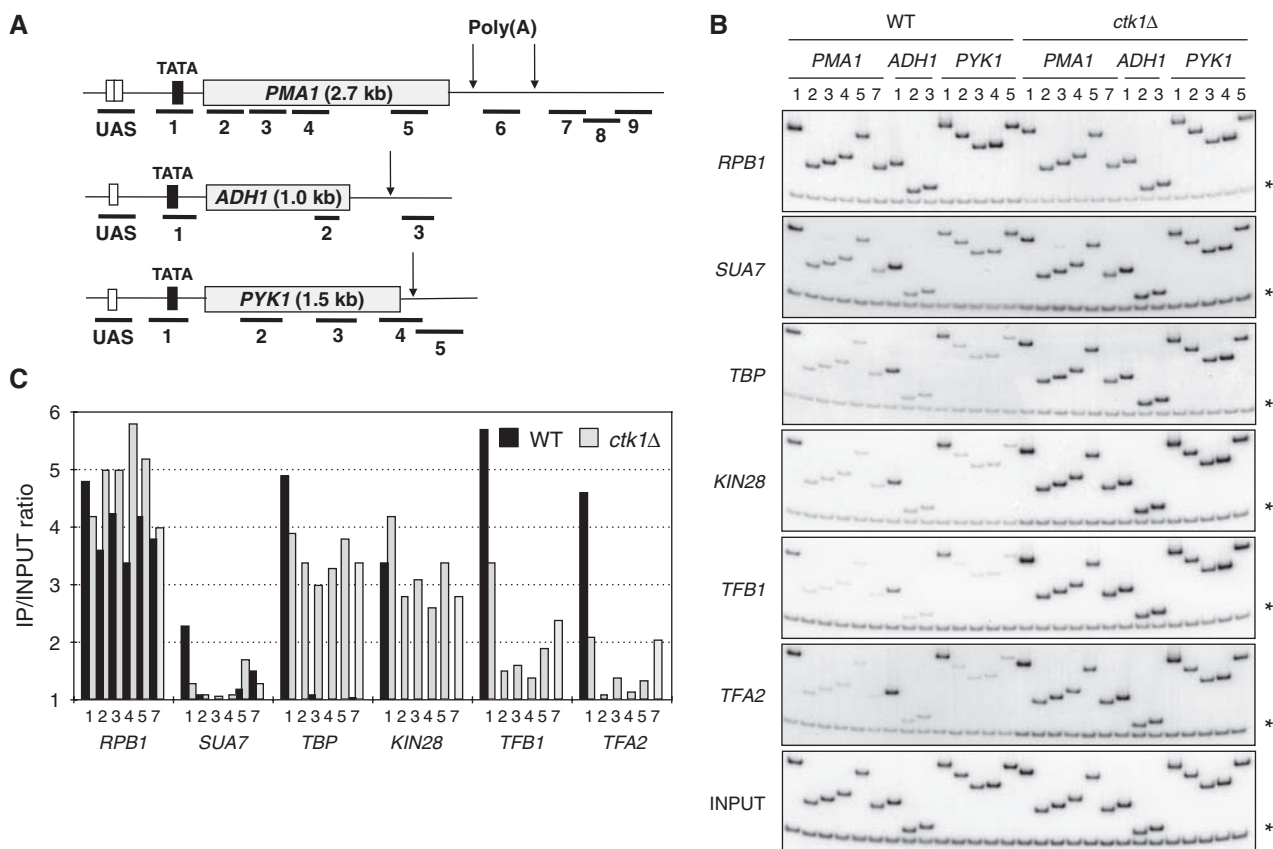 A
Poly(A)
TATA
PMA1 (2.7 kb)
UAS 1 2 3 4 5 6 7 8 9
TATA
ADH1 (1.0 kb)
UAS 1 2 3
TATA
PYK1 (1.5 kb)
UAS 1 2 3 4 5
B
WT ctk1Δ
PMA1 ADH1 PYK1 PMA1 ADH1 PYK1
1 2 3 4 5 7 1 2 3 1 2 3 4 5 1 2 3 4 5 7 1 2 3 1 2 3 4 5
RPB1 *
SUA7 *
TBP *
KIN28 *
TFB1 *
TFA2 *
INPUT *
C
IP/INPUT ratio
6
5
4
3
2
1
WT ctk1Δ
1 2 3 4 5 7 1 2 3 4 5 7 1 2 3 4 5 7 1 2 3 4 5 7 1 2 3 4 5 7 1 2 3 4 5 7
RPB1 SUA7 TBP KIN28 TFB1 TFA2